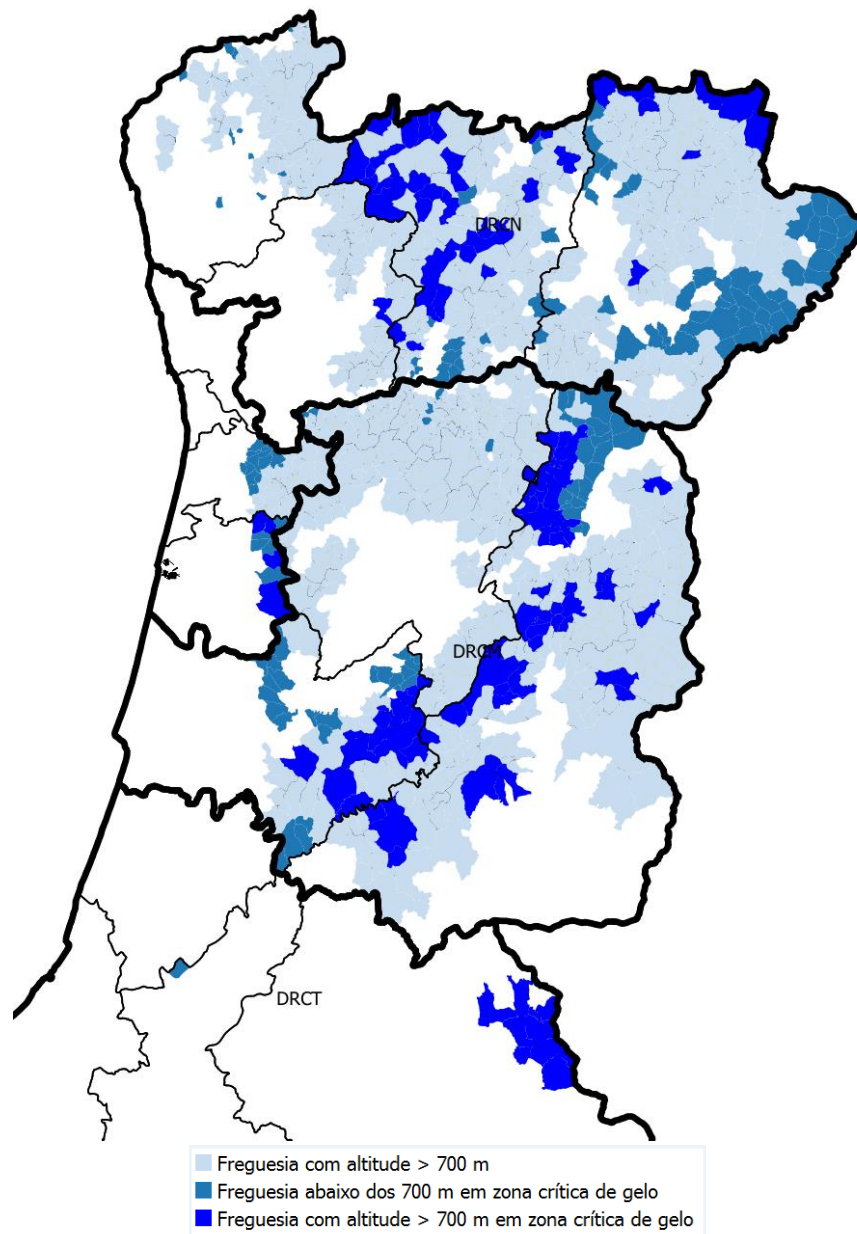 DRCN
DRCM
DRCT
Freguesia com altitude > 700 m
Freguesia abaixo dos 700 m em zona crítica de gelo
Freguesia com altitude > 700 m em zona crítica de gelo